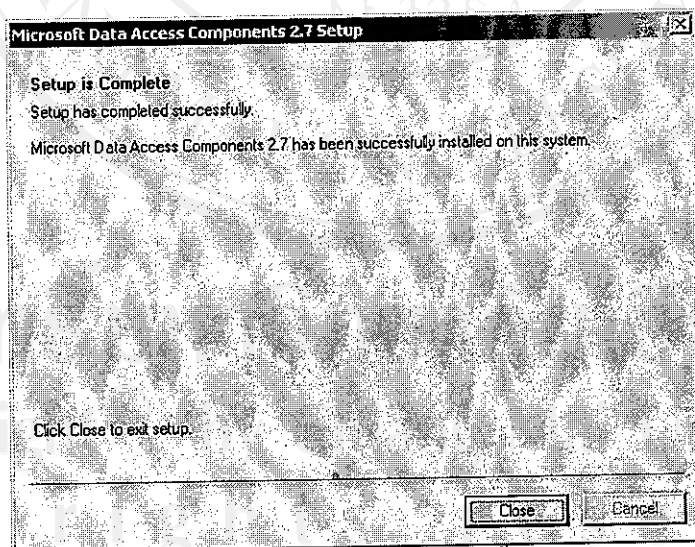 Microsoft Data Access Components 2.7 Setup
Setup is Complete
Setup has completed successfully.
Microsoft Data Access Components 2.7 has been successfully installed on this system.
Click Close to exit setup.
Close
Cancel